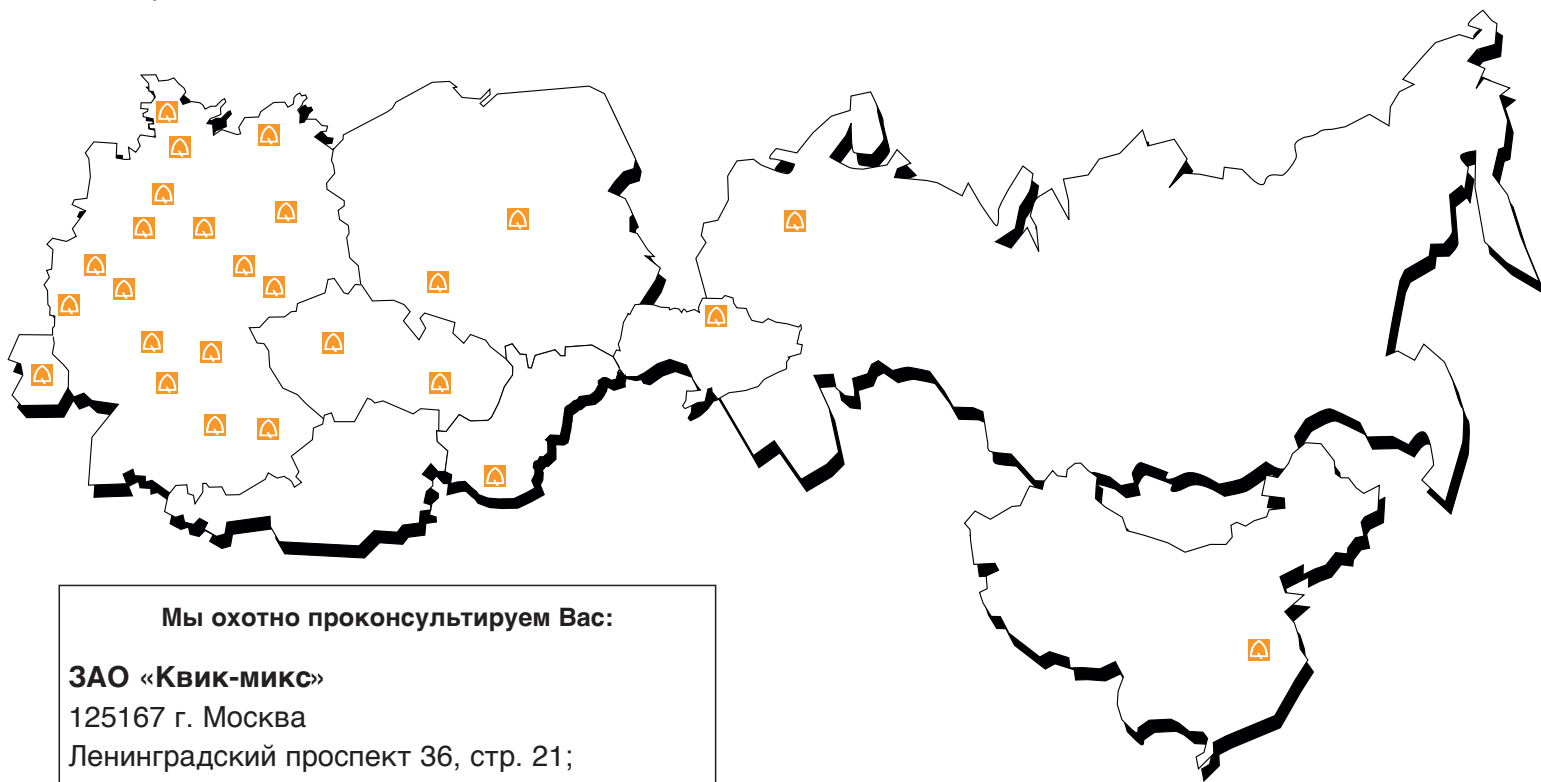 Мы охотно проконсультируем Вас:
ЗАО «Квик-микс»
125167 г. Москва
Ленинградский проспект 36, стр. 21;